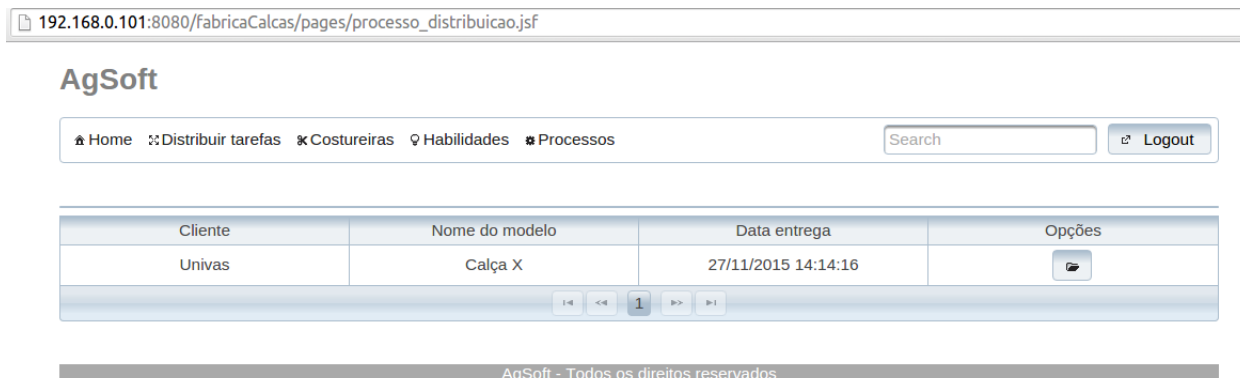 192.168.0.101:8080/fabricaCalcas/pages/processo_distribuicao.jsf
AgSoft
Home Distribuir tarefas Costureiras Habilidades Processos Search Logout
Cliente Nome do modelo Data entrega Opções
Univas Calça X 27/11/2015 14:14:16
1
AgSoft - Todos os direitos reservados